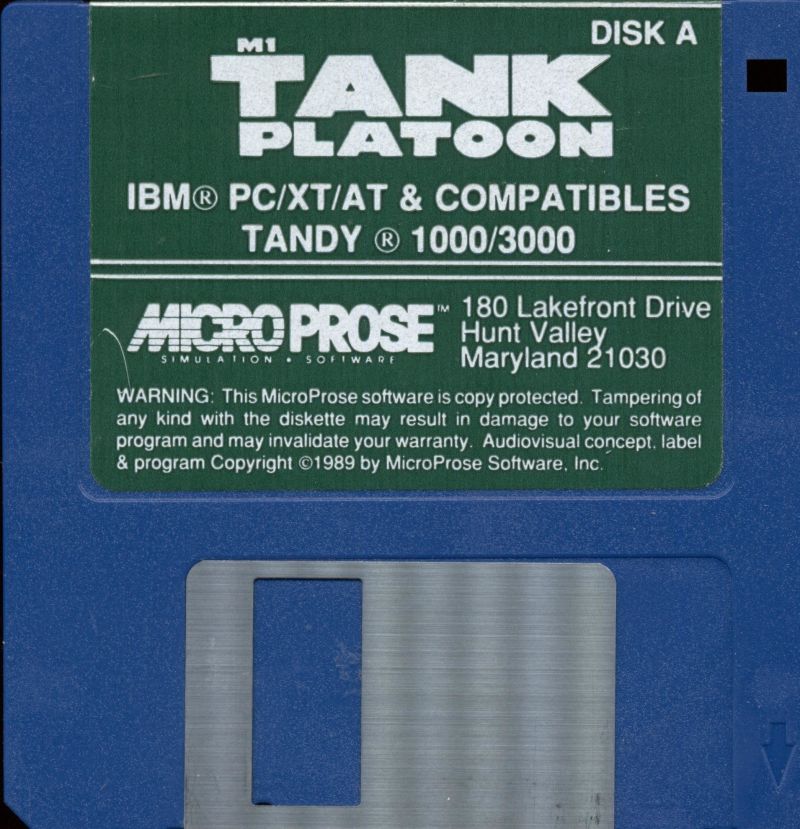 DISK A
M1
TANK
PLATOON
IBM® PC/XT/AT & COMPATIBLES
TANDY ® 1000/3000
MICROPROSE™
SIMULATION • SOFTWARE
180 Lakefront Drive
Hunt Valley
Maryland 21030
WARNING: This MicroProse software is copy protected. Tampering of
any kind with the diskette may result in damage to your software
program and may invalidate your warranty. Audiovisual concept, label
& program Copyright ©1989 by MicroProse Software, Inc.